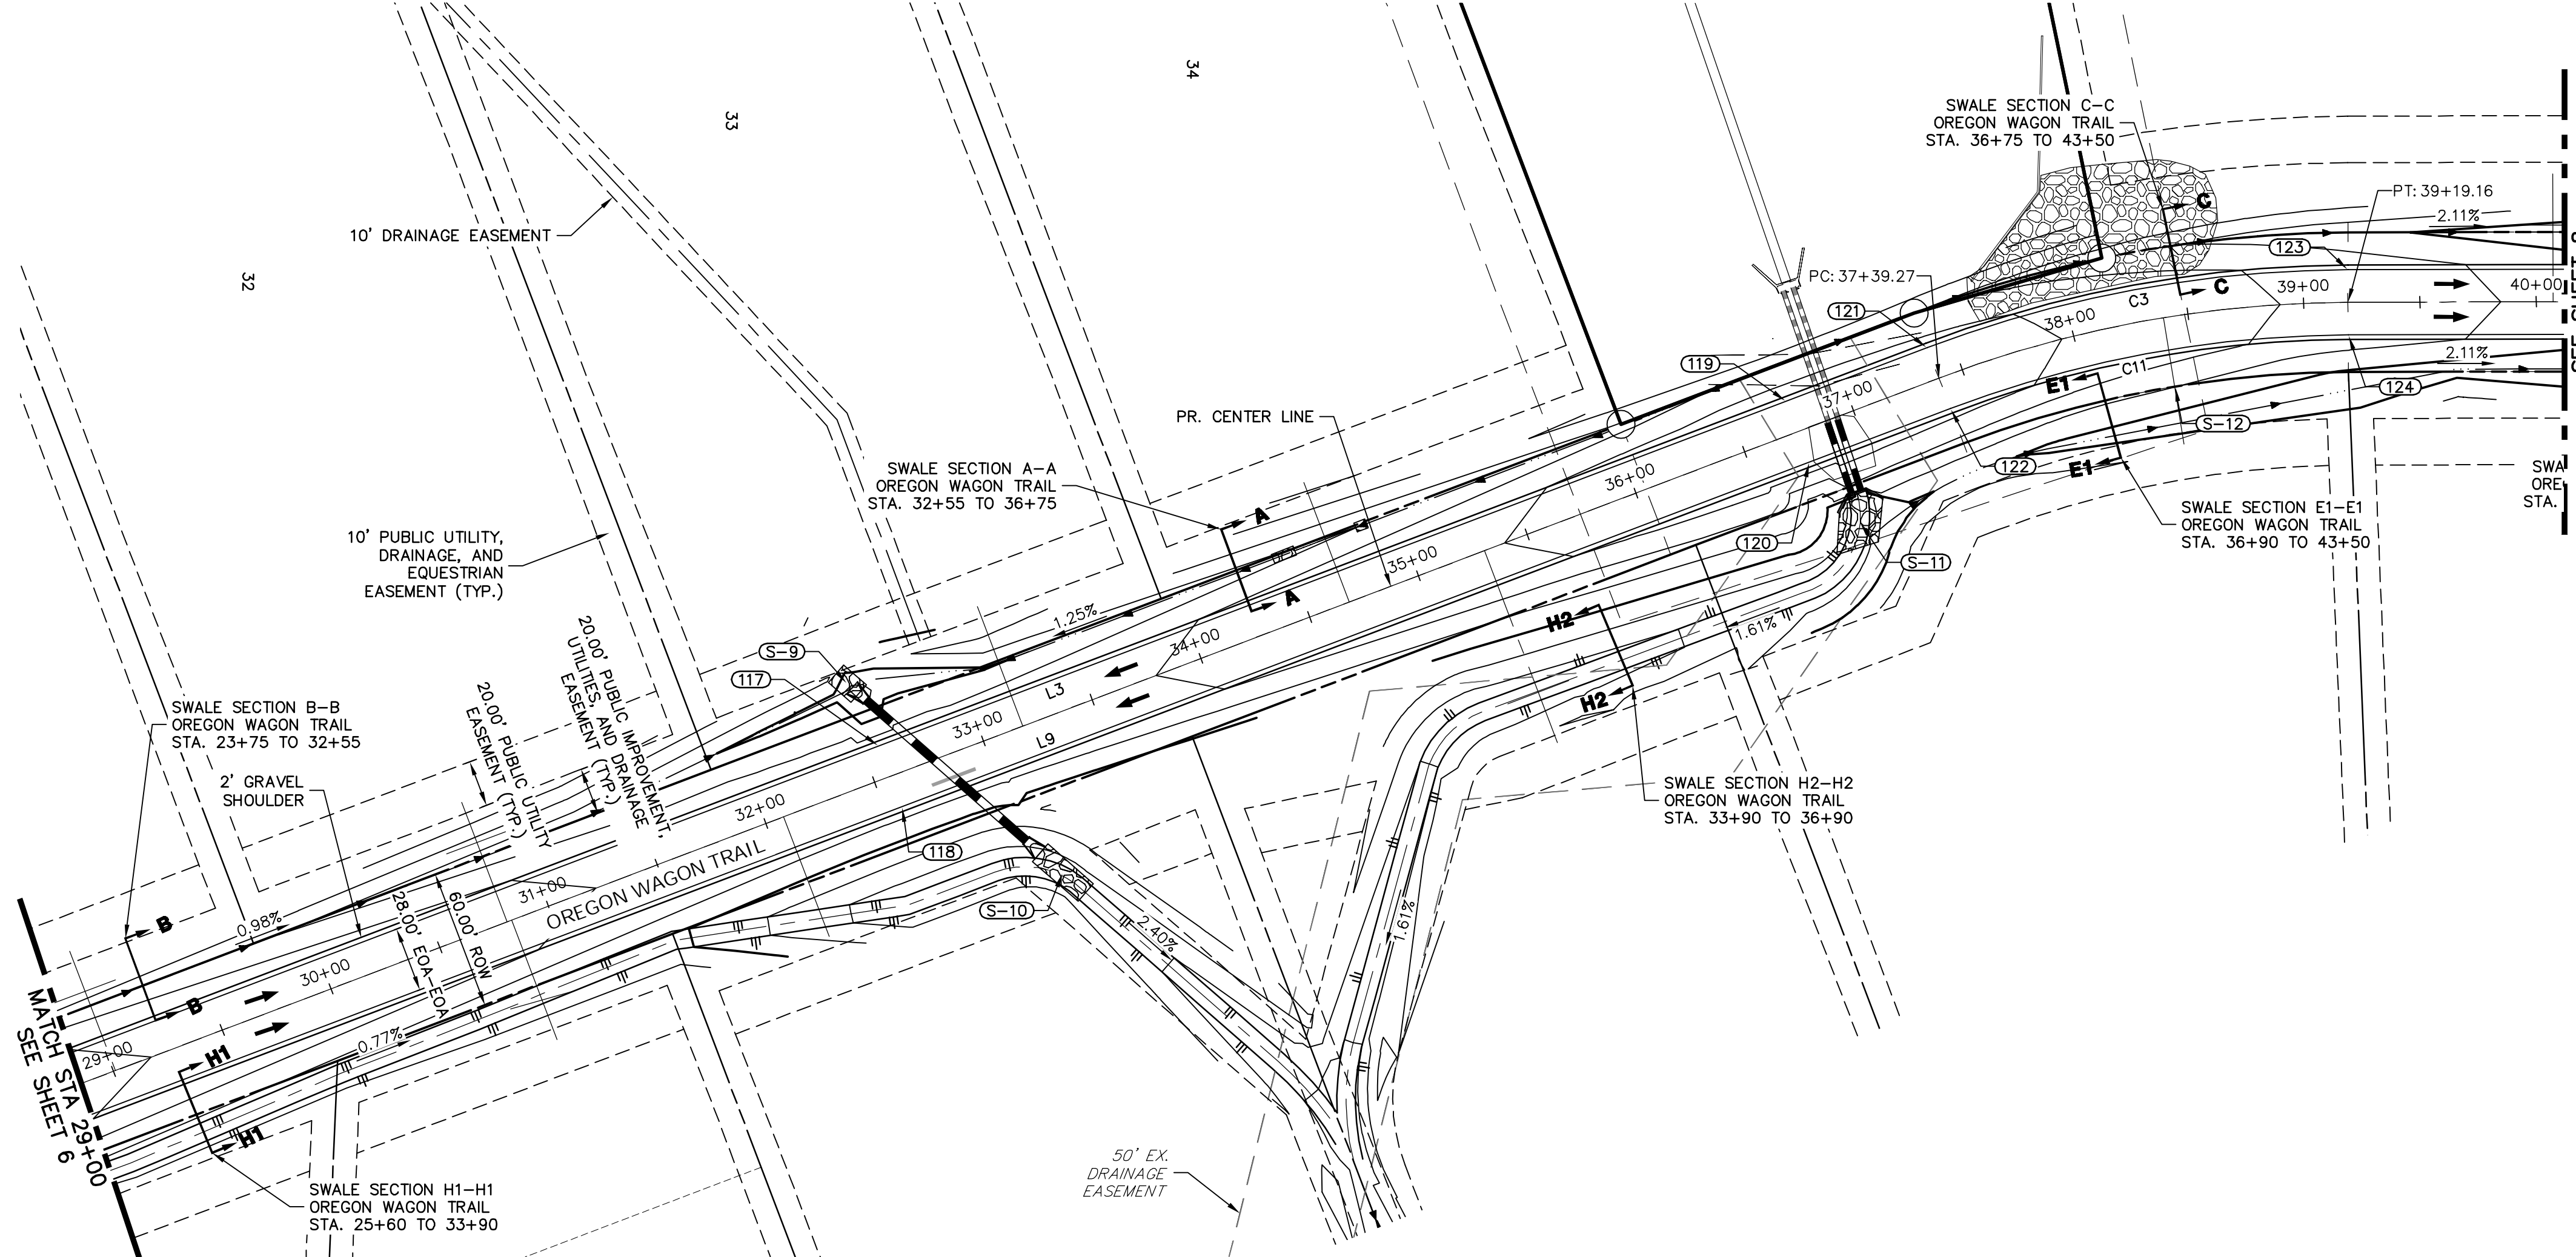 34
33
32
SWALE SECTION C-C
OREGON WAGON TRAIL
STA. 36+75 TO 43+50
C
C
PT: 39+19.16
2.11%
123
10' DRAINAGE EASEMENT
PC: 37+39.27
121
C3
39+00
40+00
38+00
119
37+00
C11
2.11%
E1
E1
124
S-12
122
PR. CENTER LINE
36+00
SWALE SECTION A-A
OREGON WAGON TRAIL
STA. 32+55 TO 36+75
A
A
35+00
120
S-11
SWALE SECTION E1-E1
OREGON WAGON TRAIL
STA. 36+90 TO 43+50
STA.
10' PUBLIC UTILITY,
DRAINAGE, AND
EQUESTRIAN
EASEMENT (TYP.)
1.25%
34+00
H2
H2
1.61%
S-9
117
L3
33+00
L9
20.00' PUBLIC IMPROVEMENT,
UTILITIES, AND DRAINAGE
EASEMENT (TYP.)
20.00' PUBLIC UTILITY
EASEMENT (TYP.)
SWALE SECTION B-B
OREGON WAGON TRAIL
STA. 23+75 TO 32+55
2' GRAVEL
SHOULDER
32+00
118
SWALE SECTION H2-H2
OREGON WAGON TRAIL
STA. 33+90 TO 36+90
31+00
OREGON WAGON TRAIL
S-10
2.40%
1.61%
B
B
0.98%
28.00' EOA-EOA
60.00' ROW
30+00
29+00
0.77%
H1
H1
MATCH STA 29+00
SEE SHEET 6
SWALE SECTION H1-H1
OREGON WAGON TRAIL
STA. 25+60 TO 33+90
50' EX.
DRAINAGE
EASEMENT